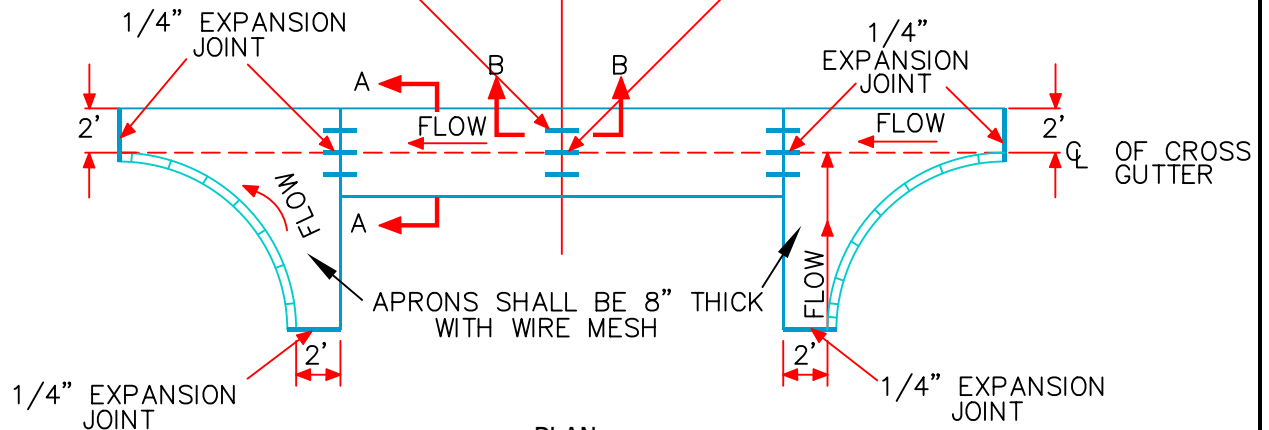 1/4" EXPANSION
JOINT
1/4"
EXPANSION
JOINT
A
B
B
2'
FLOW
FLOW
2'
℄ OF CROSS
GUTTER
FLOW
A
FLOW
APRONS SHALL BE 8" THICK
WITH WIRE MESH
2'
2'
1/4" EXPANSION
JOINT
1/4" EXPANSION
JOINT
PLAN